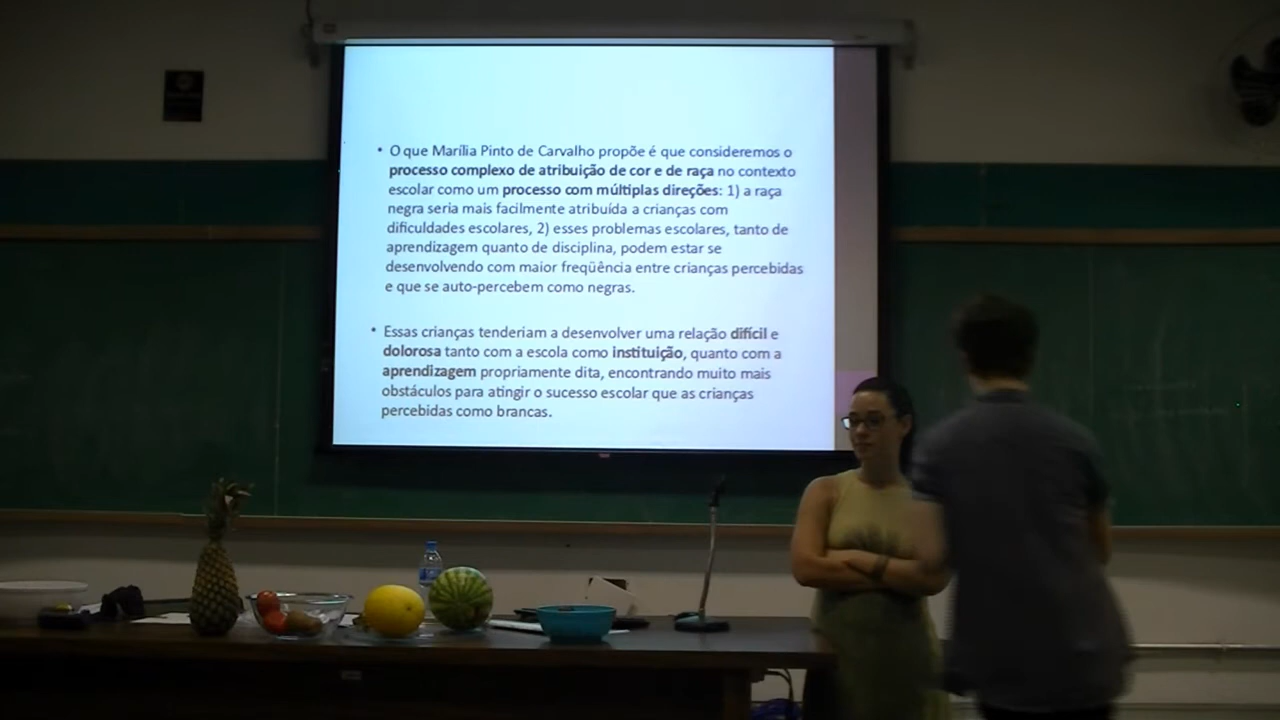 • O que Marília Pinto de Carvalho propõe é que consideremos o
processo complexo de atribuição de cor e de raça no contexto
escolar como um processo com múltiplas direções: 1) a raça
negra seria mais facilmente atribuída a crianças com
dificuldades escolares, 2) esses problemas escolares, tanto de
aprendizagem quanto de disciplina, podem estar se
desenvolvendo com maior freqüência entre crianças percebidas
e que se auto-percebem como negras.
• Essas crianças tenderiam a desenvolver uma relação difícil e
dolorosa tanto com a escola como instituição, quanto com a
aprendizagem propriamente dita, encontrando muito mais
obstáculos para atingir o sucesso escolar que as crianças
percebidas como brancas.